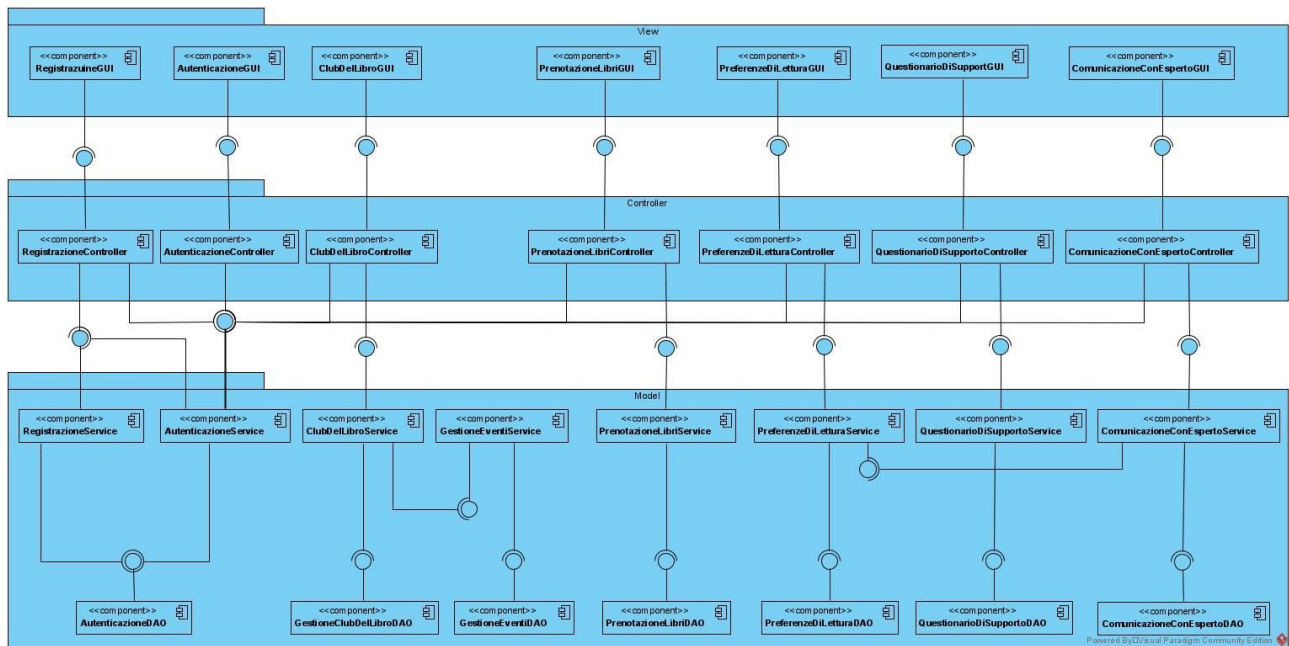 View
<<component>>
RegistrazuineGUI
<<component>>
AutenticazioneGUI
<<component>>
ClubDelLibroGUI
<<component>>
PrenotazioneLibriGUI
<<component>>
PreferenzeDiLetturaGUI
<<component>>
QuestionarioDiSupportGUI
<<component>>
ComunicazioneConEspertoGUI
Controller
<<component>>
RegistrazioneController
<<component>>
AutenticazioneController
<<component>>
ClubDelLibroController
<<component>>
PrenotazioneLibriController
<<component>>
PreferenzeDiLetturaController
<<component>>
QuestionarioDiSupportoController
<<component>>
ComunicazioneConEspertoController
Model
<<component>>
RegistrazioneService
<<component>>
AutenticazioneService
<<component>>
ClubDelLibroService
<<component>>
GestioneEventiService
<<component>>
PrenotazioneLibriService
<<component>>
PreferenzeDiLetturaService
<<component>>
QuestionarioDiSupportoService
<<component>>
ComunicazioneConEspertoService
<<component>>
AutenticazioneDAO
<<component>>
GestioneClubDelLibroDAO
<<component>>
GestioneEventiDAO
<<component>>
PrenotazioneLibriDAO
<<component>>
PreferenzeDiLetturaDAO
<<component>>
QuestionarioDiSupportoDAO
<<component>>
ComunicazioneConEspertoDAO
Powered By Visual Paradigm Community Edition